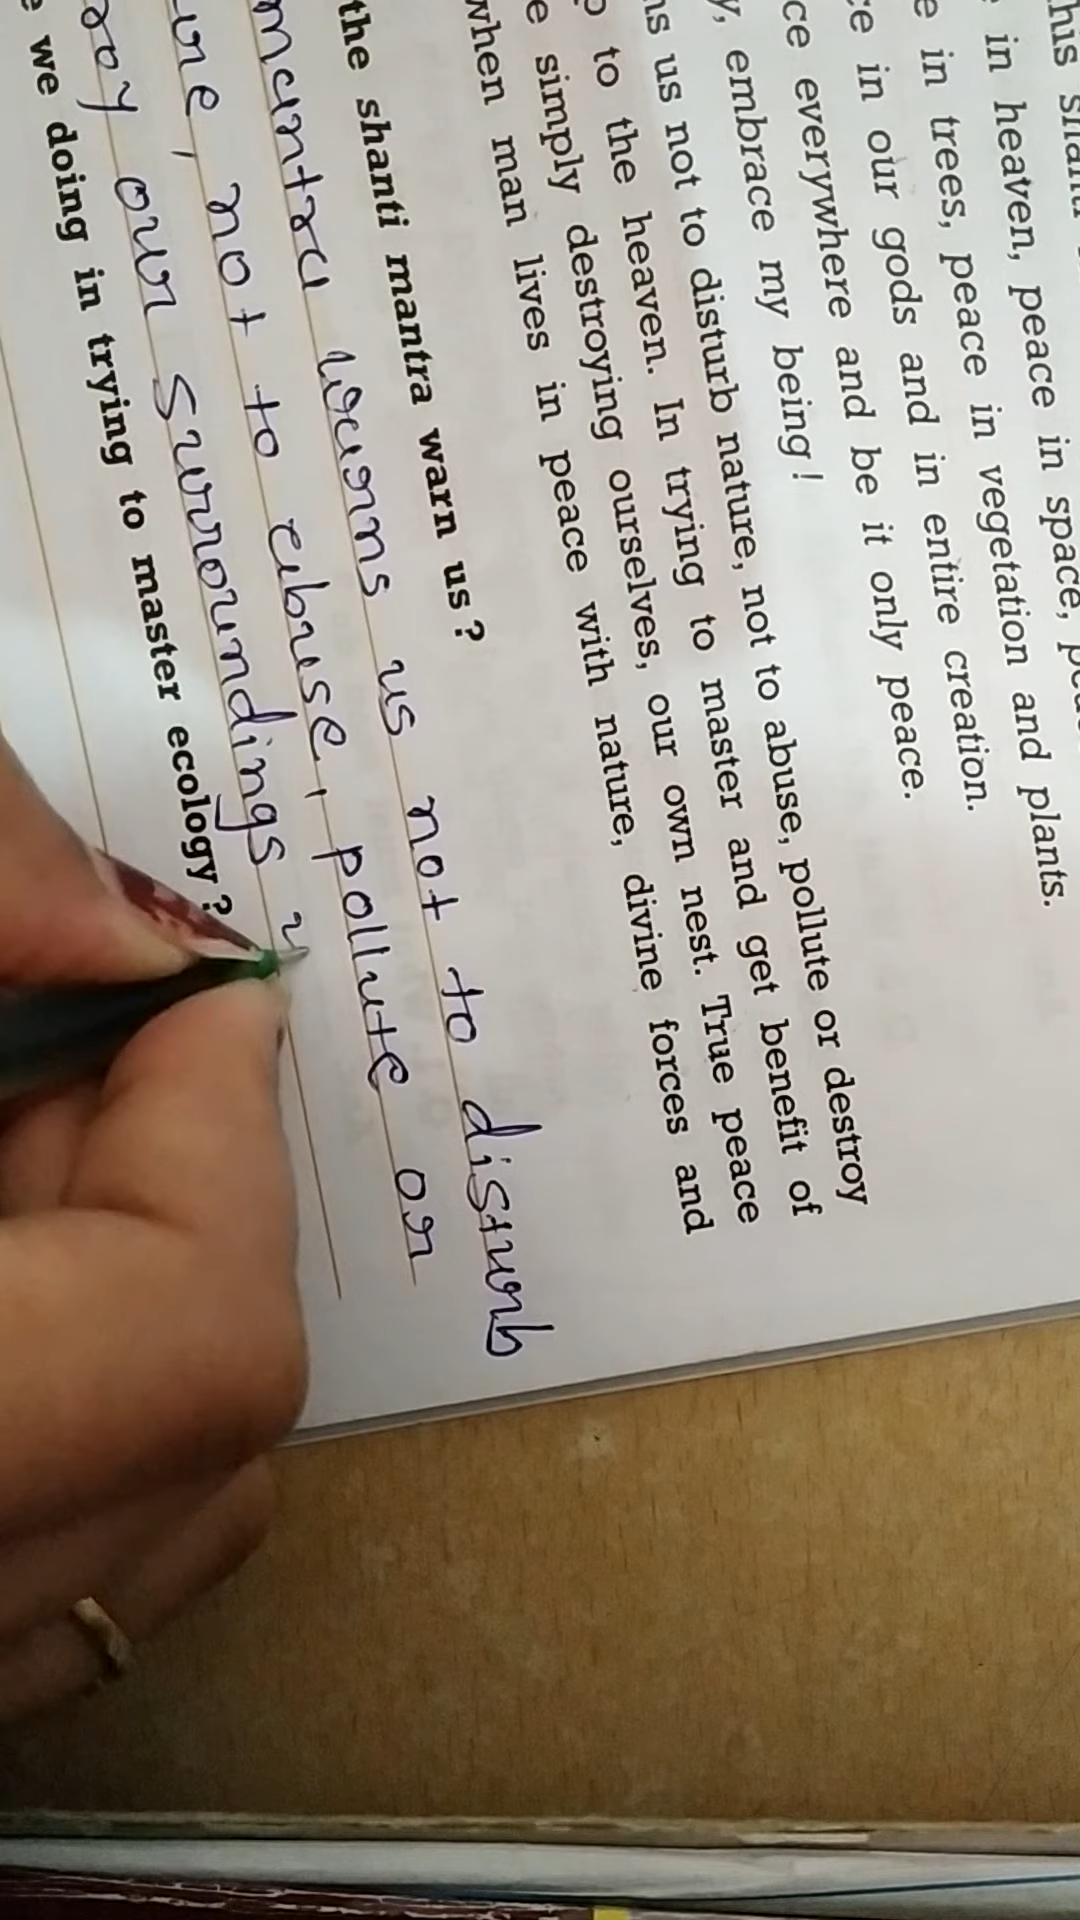 in heaven, peace in space,
in trees, peace in vegetation and plants.
in our gods and in entire creation.
everywhere and be it only peace.
embrace my being!
us not to disturb nature, not to abuse, pollute or destroy
to the heaven. In trying to master and get benefit of
simply destroying ourselves, our own nest. True peace
when man lives in peace with nature, divine forces and
the shanti mantra warn us?
mantra warns us not to disturb
not to abuse, pollute or
our surroundings
we doing in trying to master ecology?